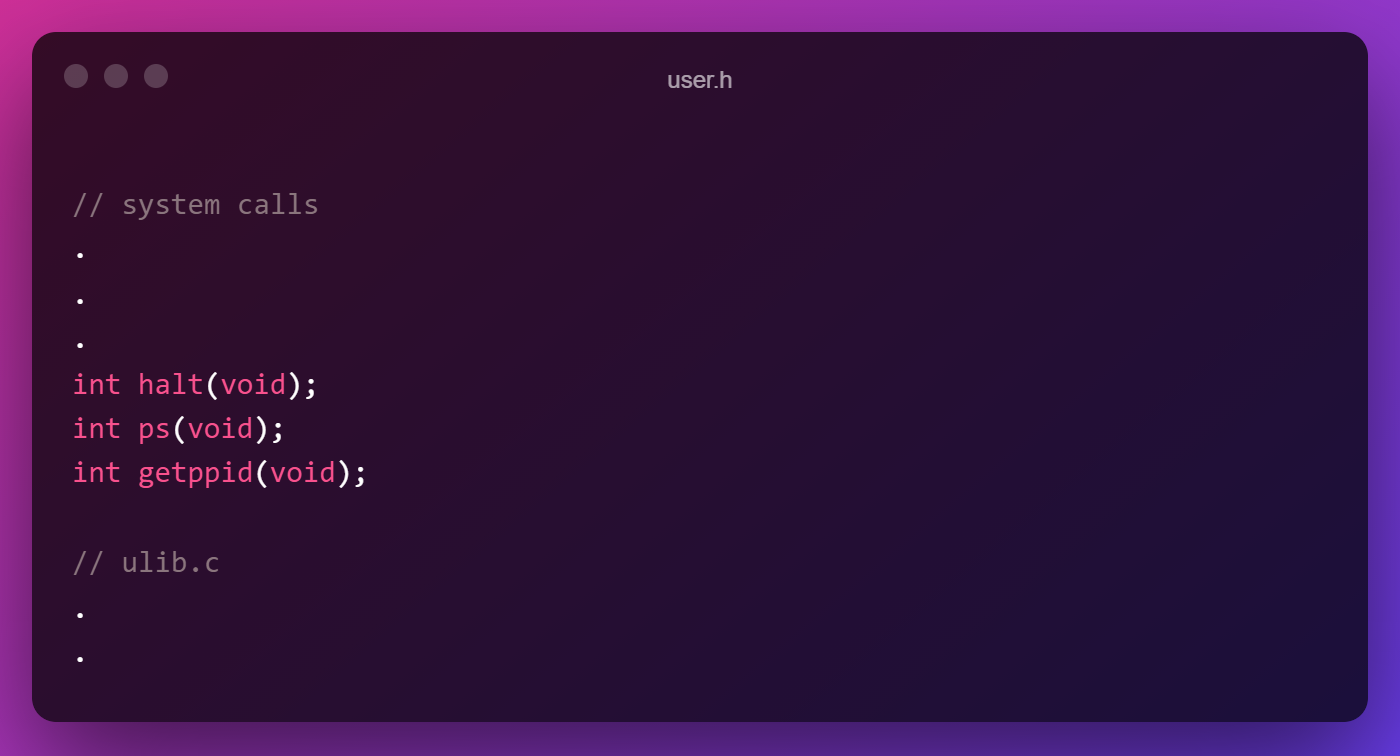 user.h
// system calls
.
.
.
int halt(void);
int ps(void);
int getppid(void);
// ulib.c
.
.